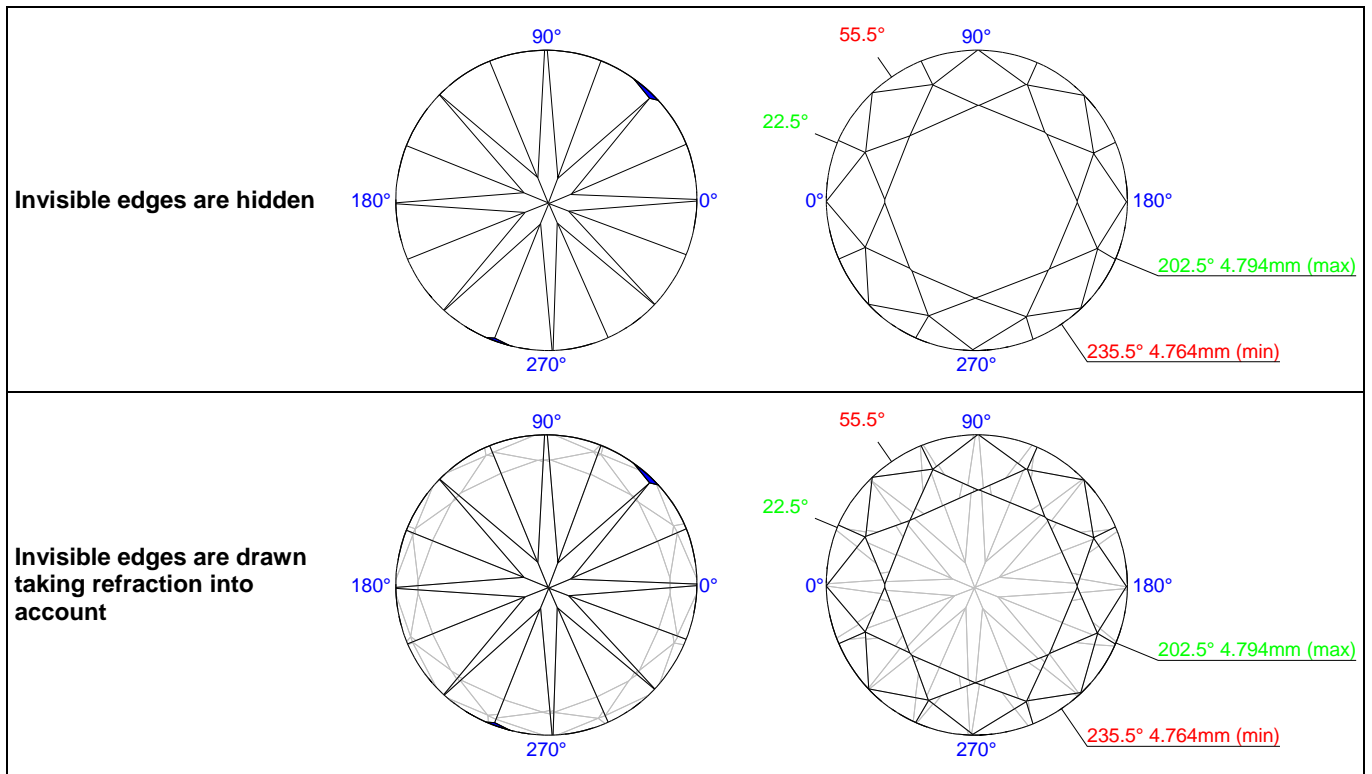 90°
55.5°
90°
22.5°
Invisible edges are hidden
180°
0°
0°
180°
202.5° 4.794mm (max)
235.5° 4.764mm (min)
270°
270°
90°
55.5°
90°
22.5°
Invisible edges are drawn
taking refraction into
account
180°
0°
0°
180°
202.5° 4.794mm (max)
235.5° 4.764mm (min)
270°
270°